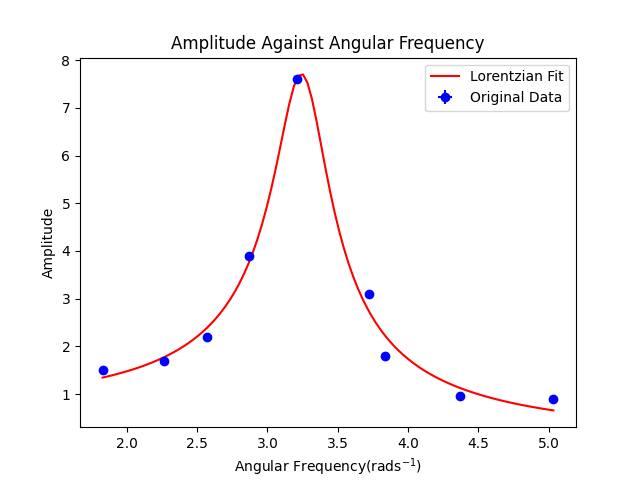 Amplitude Against Angular Frequency
Lorentzian Fit
Original Data
Amplitude
8
7
6
5
4
3
2
1
2.0 2.5 3.0 3.5 4.0 4.5 5.0
Angular Frequency(rads⁻¹)